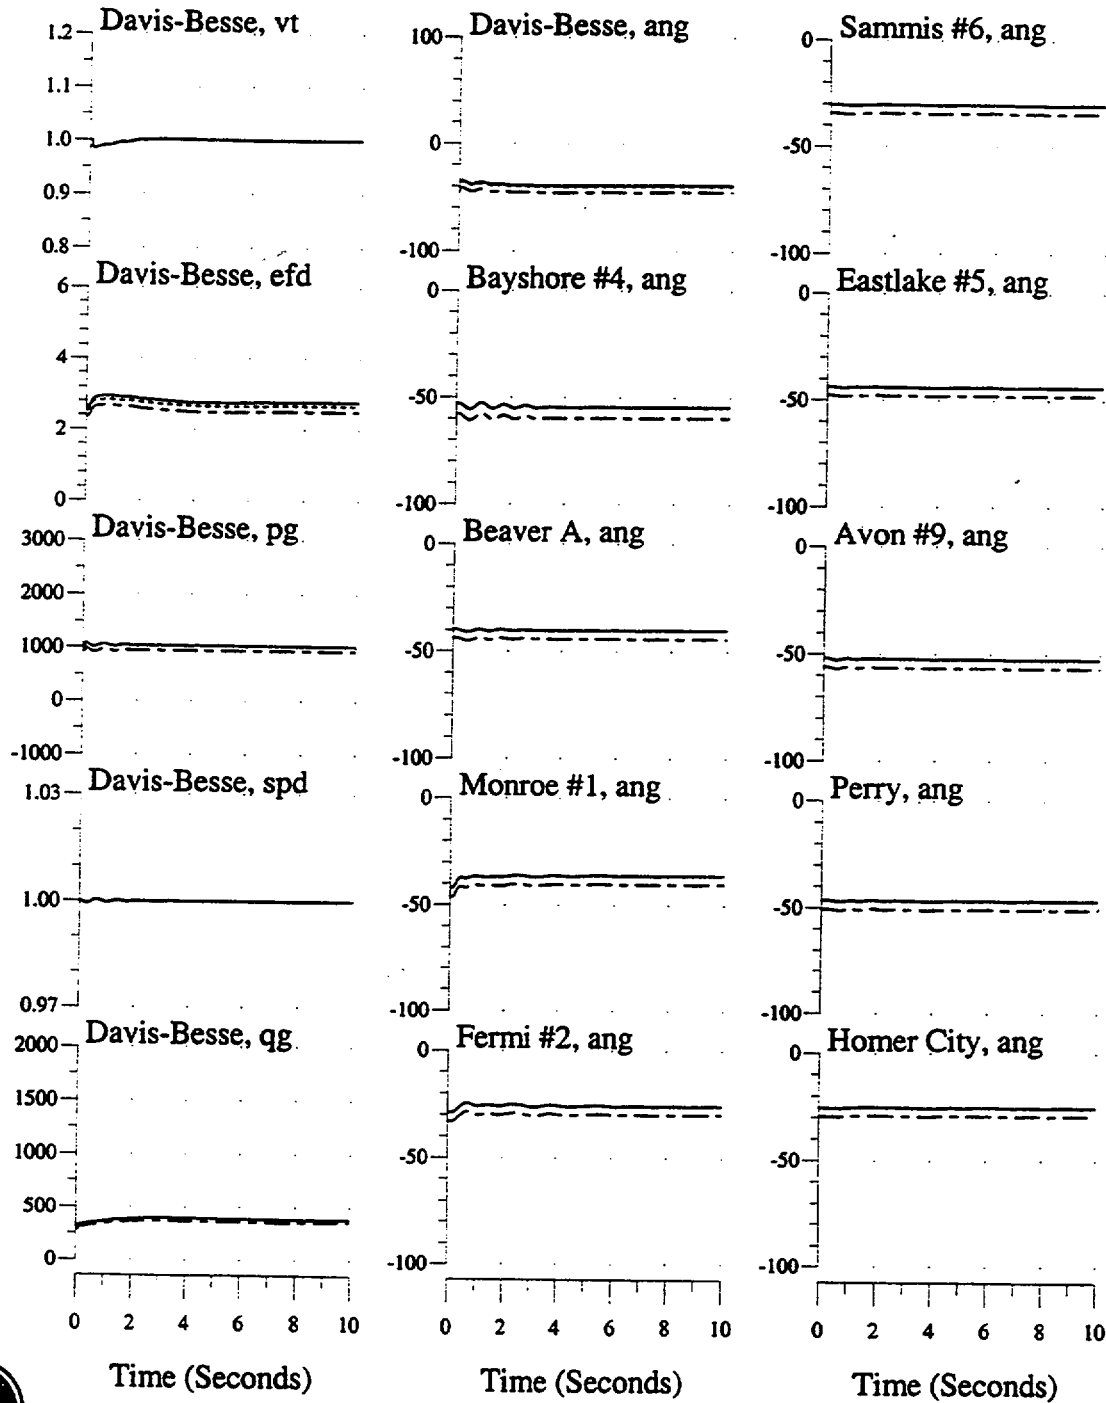 Davis-Besse, vt
1.2
1.1
1.0
0.9
0.8
Davis-Besse, efd
6
4
2
0
Davis-Besse, pg
3000
2000
1000
0
-1000
Davis-Besse, spd
1.03
1.00
0.97
Davis-Besse, qg
2000
1500
1000
500
0
0 2 4 6 8 10
Time (Seconds)
Davis-Besse, ang
100
0
-100
Bayshore #4, ang
0
-50
-100
Beaver A, ang
0
-50
-100
Monroe #1, ang
0
-50
-100
Fermi #2, ang
0
-50
-100
0 2 4 6 8 10
Time (Seconds)
Sammis #6, ang
0
-50
-100
Eastlake #5, ang
0
-50
-100
Avon #9, ang
0
-50
-100
Perry, ang
0
-50
-100
Homer City, ang
0
-50
-100
0 2 4 6 8 10
Time (Seconds)